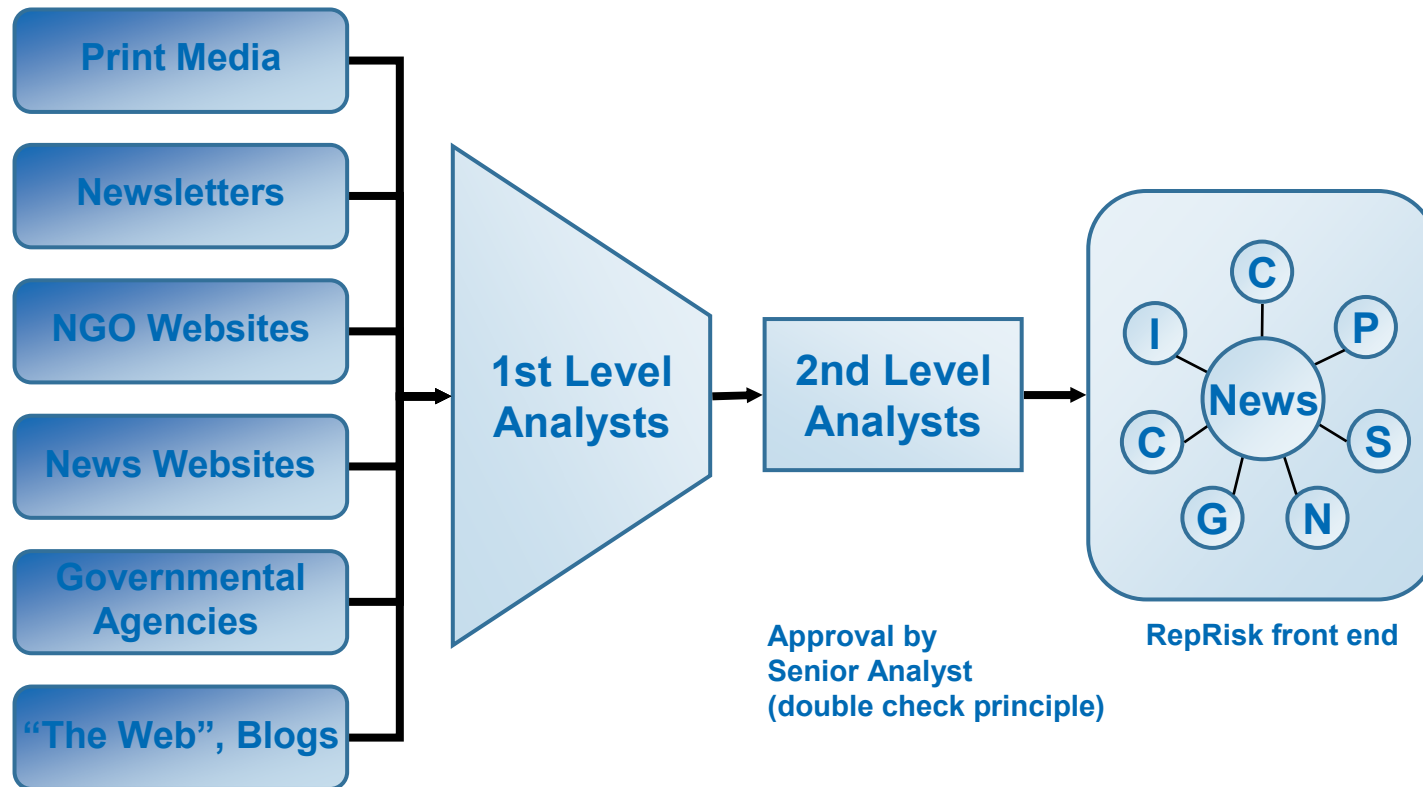 Print Media
Newsletters
NGO Websites
News Websites
Governmental
Agencies
“The Web”, Blogs
1st Level
Analysts
2nd Level
Analysts
Approval by
Senior Analyst
(double check principle)
C
I
P
News
C
S
G
N
RepRisk front end